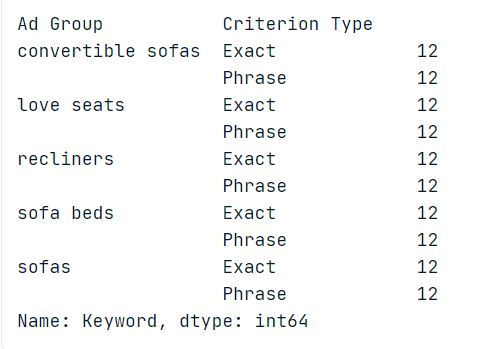 Ad Group Criterion Type
convertible sofas Exact 12
Phrase 12
love seats Exact 12
Phrase 12
recliners Exact 12
Phrase 12
sofa beds Exact 12
Phrase 12
sofas Exact 12
Phrase 12
Name: Keyword, dtype: int64